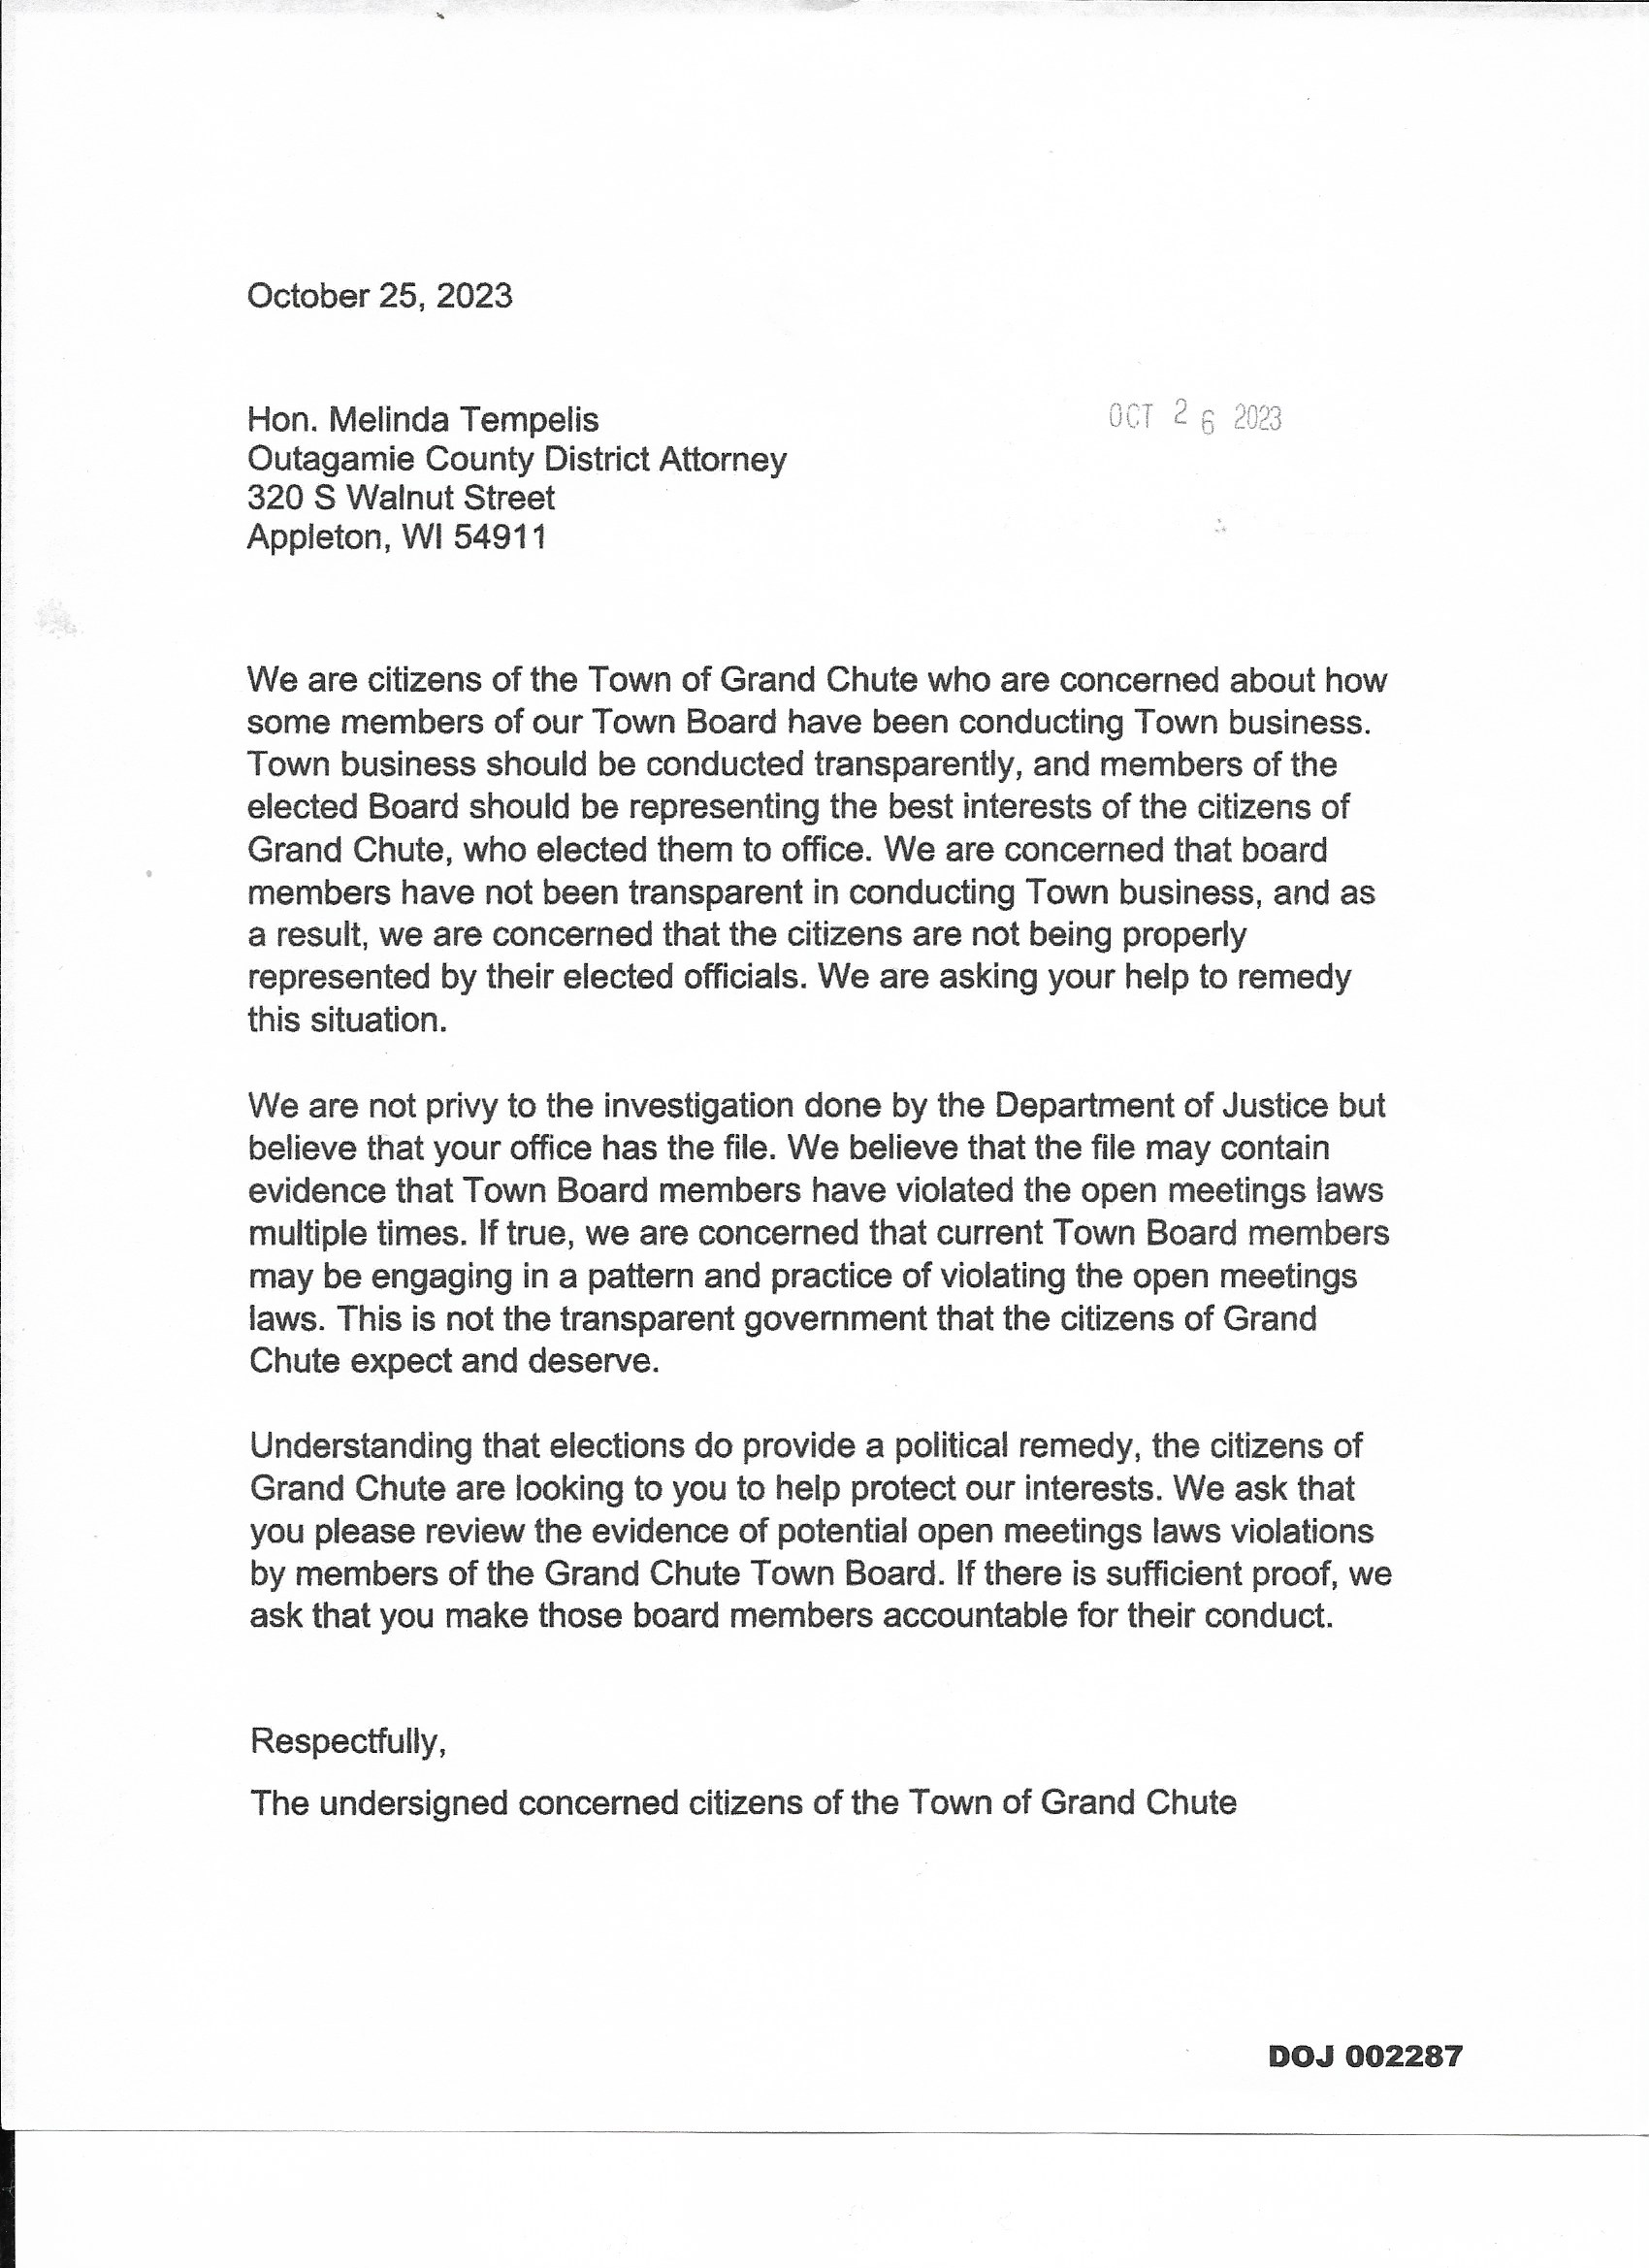 October 25, 2023
Hon. Melinda Tempelis
Outagamie County District Attorney
320 S Walnut Street
Appleton, WI 54911
OCT 26 2023
We are citizens of the Town of Grand Chute who are concerned about how
some members of our Town Board have been conducting Town business.
Town business should be conducted transparently, and members of the
elected Board should be representing the best interests of the citizens of
Grand Chute, who elected them to office. We are concerned that board
members have not been transparent in conducting Town business, and as
a result, we are concerned that the citizens are not being properly
represented by their elected officials. We are asking your help to remedy
this situation.
We are not privy to the investigation done by the Department of Justice but
believe that your office has the file. We believe that the file may contain
evidence that Town Board members have violated the open meetings laws
multiple times. If true, we are concerned that current Town Board members
may be engaging in a pattern and practice of violating the open meetings
laws. This is not the transparent government that the citizens of Grand
Chute expect and deserve.
Understanding that elections do provide a political remedy, the citizens of
Grand Chute are looking to you to help protect our interests. We ask that
you please review the evidence of potential open meetings laws violations
by members of the Grand Chute Town Board. If there is sufficient proof, we
ask that you make those board members accountable for their conduct.
Respectfully,
The undersigned concerned citizens of the Town of Grand Chute
DOJ 002287